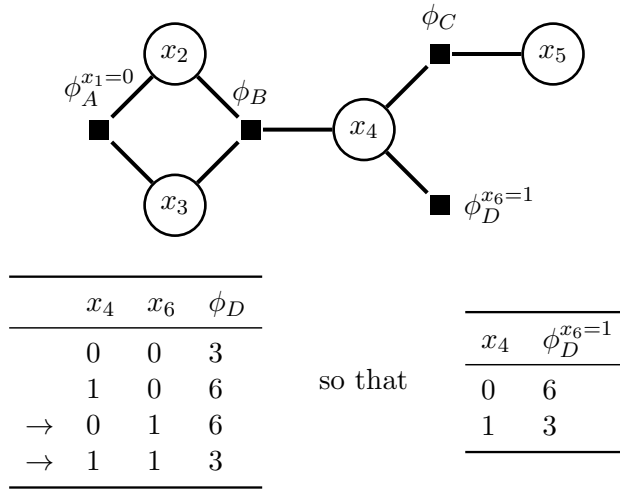 ϕ_C
x_2
x_5
ϕ_A^{x_1=0}
ϕ_B
x_4
x_3
ϕ_D^{x_6=1}
x_4 x_6 ϕ_D
0 0 3
1 0 6
→ 0 1 6
→ 1 1 3
so that
x_4 ϕ_D^{x_6=1}
0 6
1 3